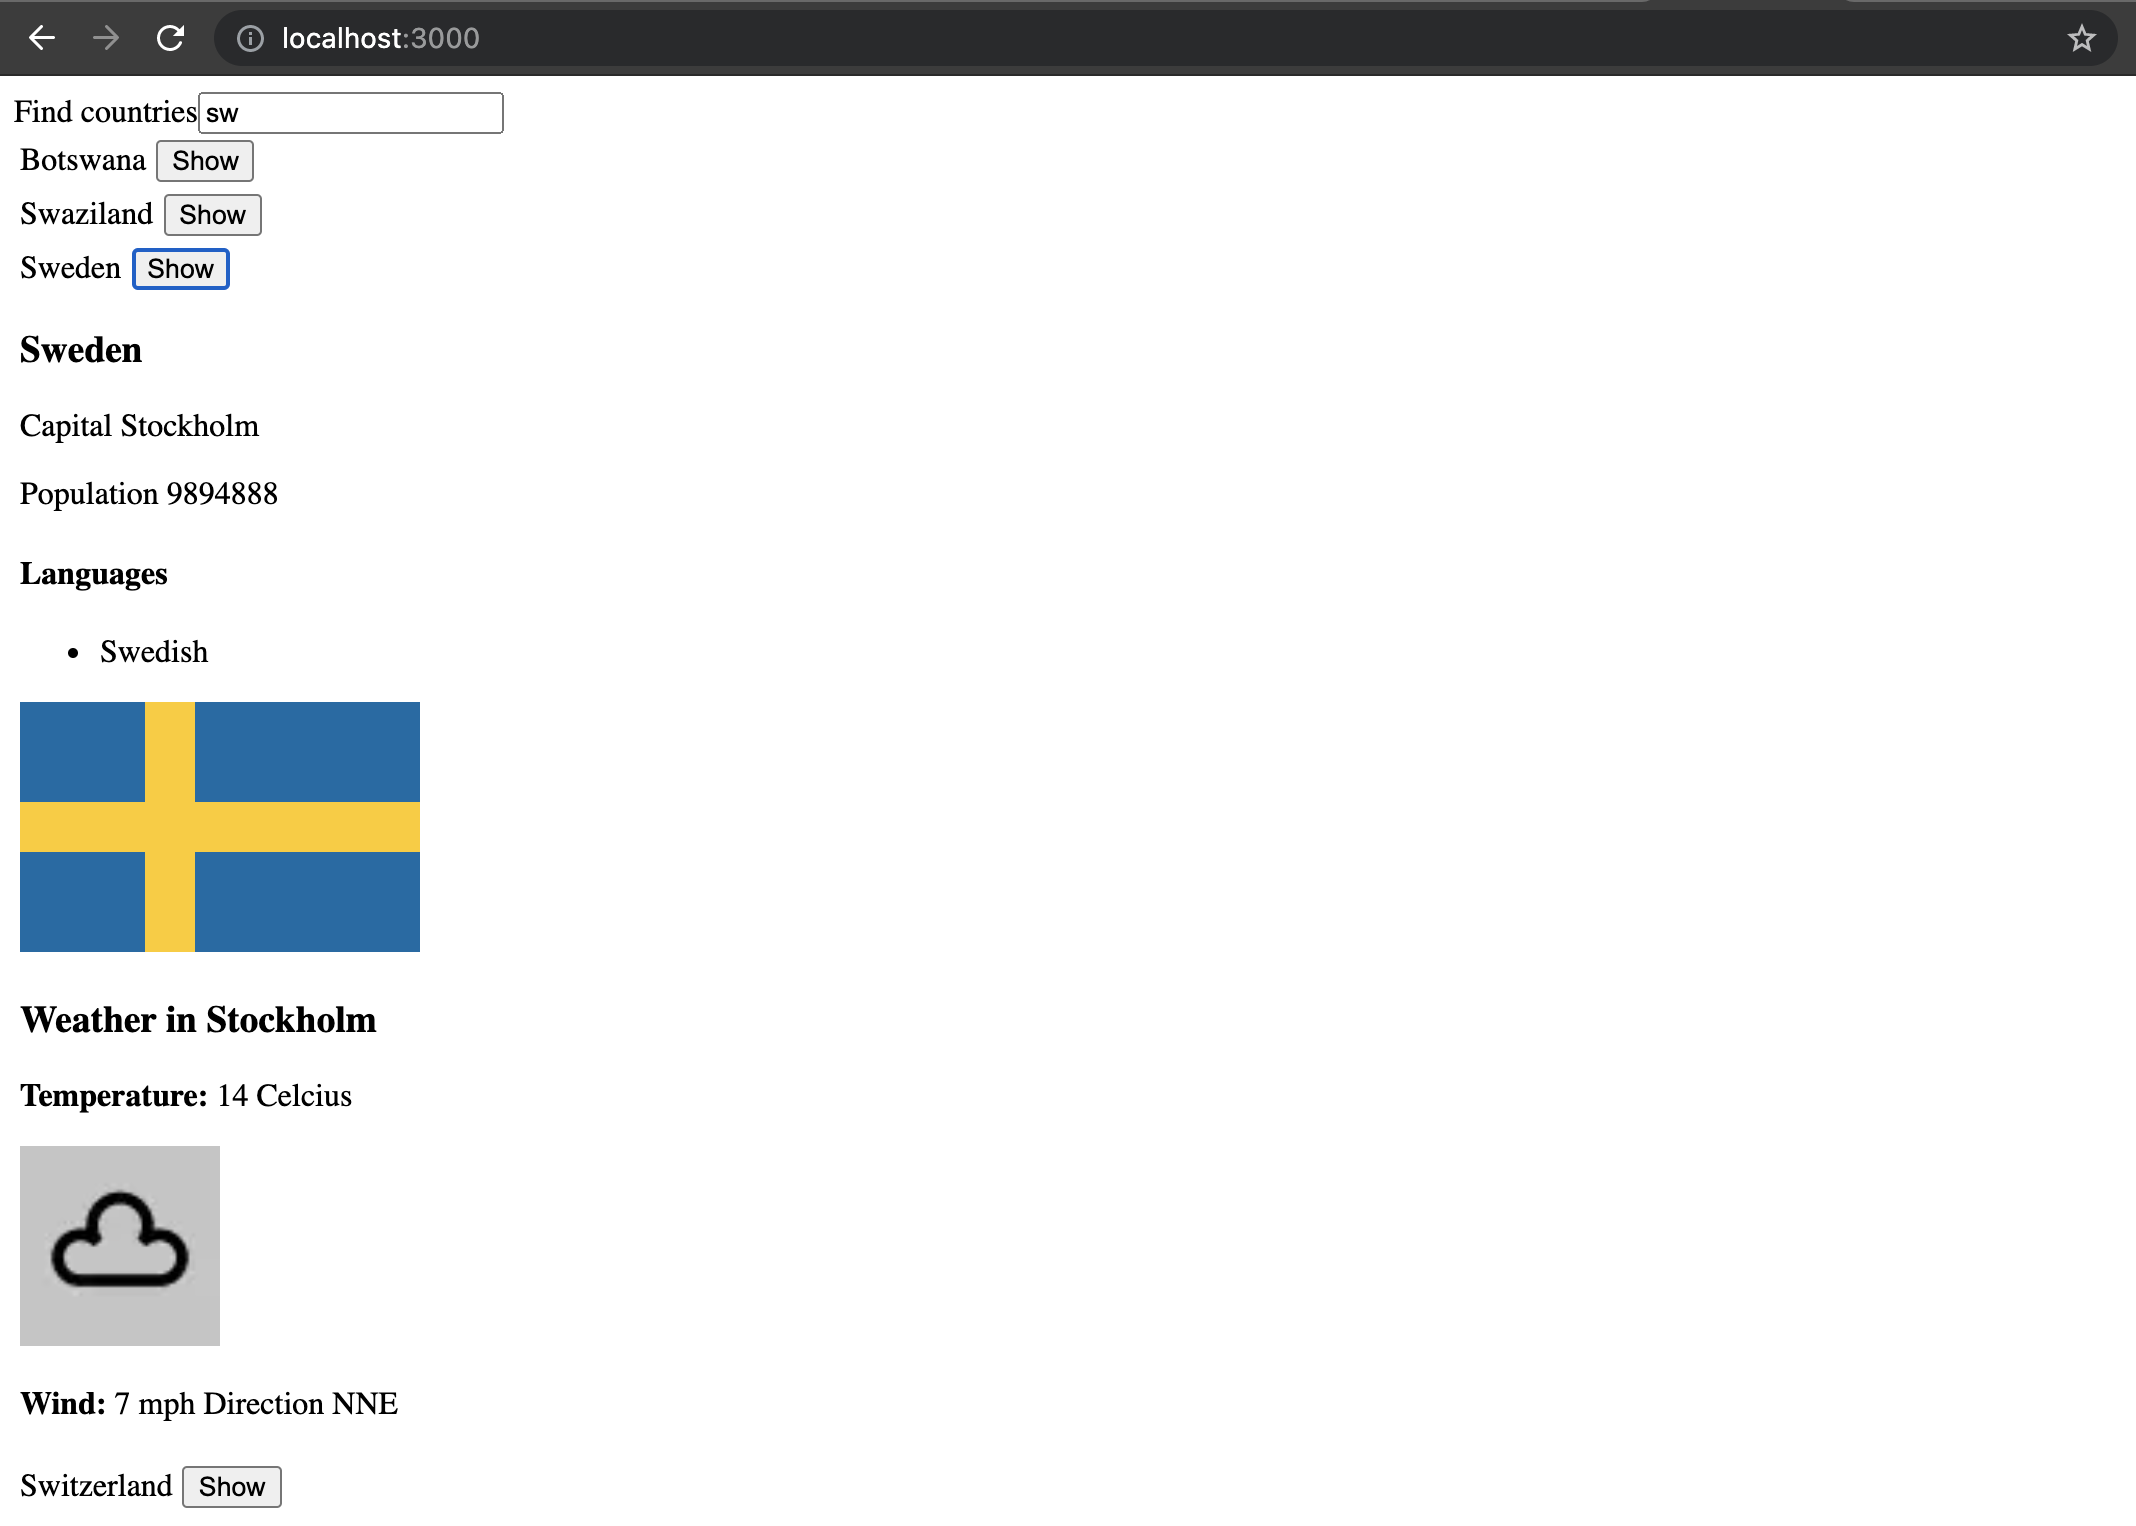 localhost:3000
Find countries sw
Botswana Show
Swaziland Show
Sweden Show
Sweden
Capital Stockholm
Population 9894888
Languages
• Swedish
Weather in Stockholm
Temperature: 14 Celcius
Wind: 7 mph Direction NNE
Switzerland Show